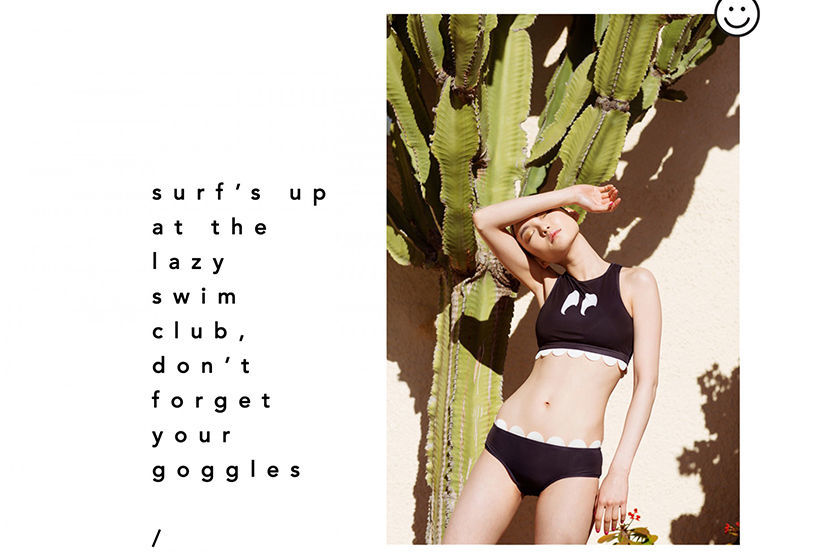 surf's up
at the
lazy
swim
club,
don't
forget
your
goggles
/